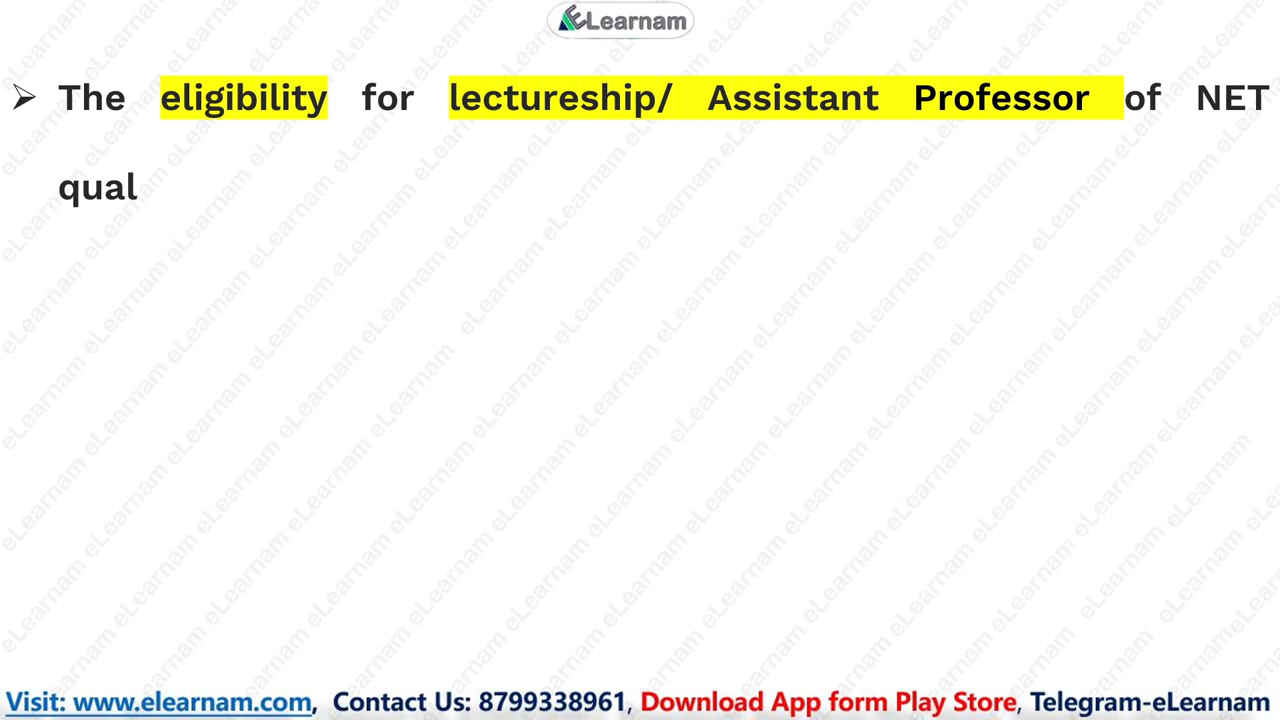 ELearnam
➢ The eligibility for lectureship/ Assistant Professor of NET
qual
Visit: www.elearnam.com, Contact Us: 8799338961, Download App form Play Store, Telegram-eLearnam